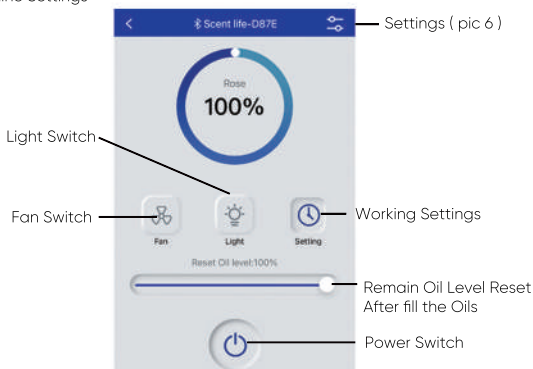 Scent life-D87E
Settings ( pic 6 )
Rose
100%
Light Switch
Fan Switch
Working Settings
Fan
Light
Setting
Reset Oil level:100%
Remain Oil Level Reset
After fill the Oils
Power Switch